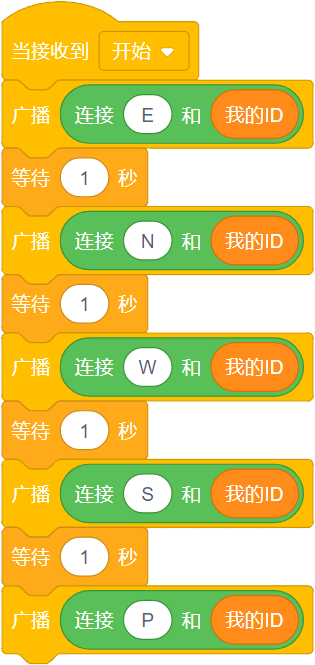 当接收到 开始
广播 连接 E 和 我的ID
等待 1 秒
广播 连接 N 和 我的ID
等待 1 秒
广播 连接 W 和 我的ID
等待 1 秒
广播 连接 S 和 我的ID
等待 1 秒
广播 连接 P 和 我的ID